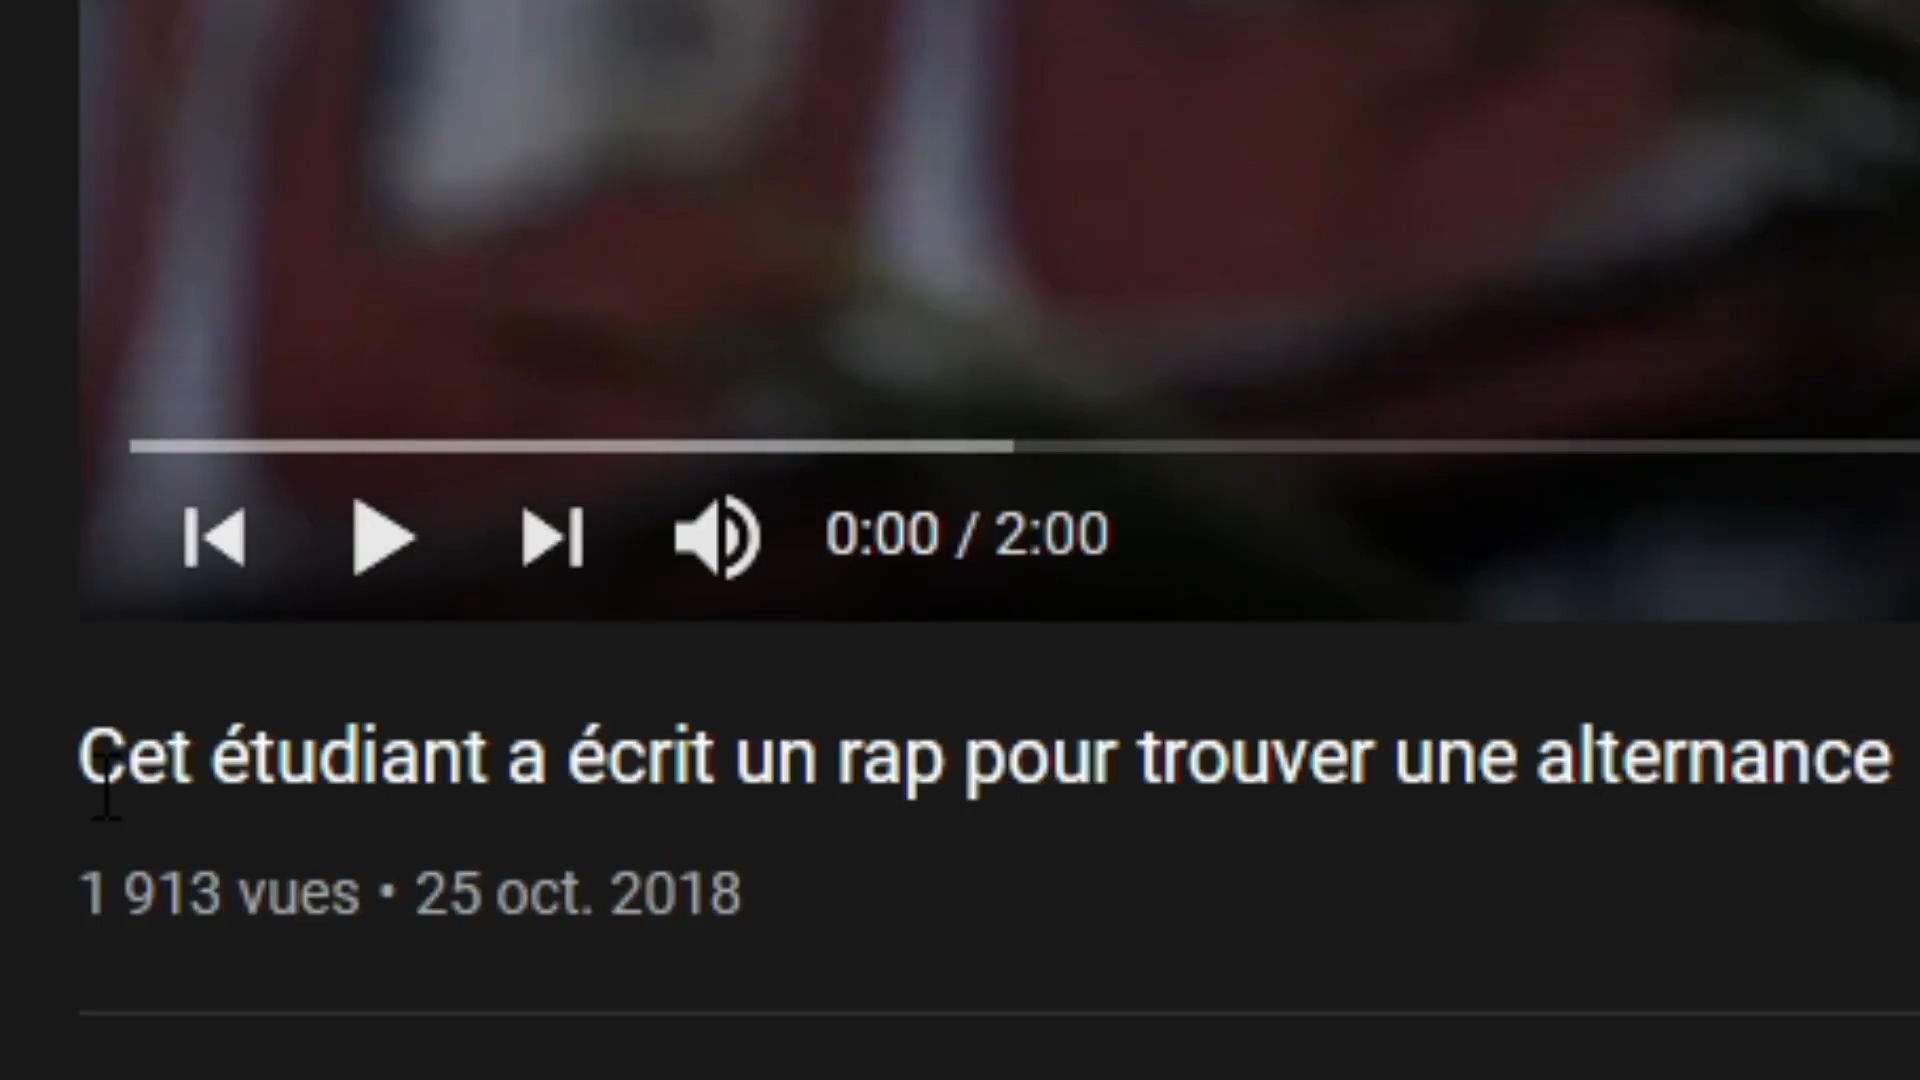 0:00 / 2:00
Cet étudiant a écrit un rap pour trouver une alternance
1 913 vues • 25 oct. 2018